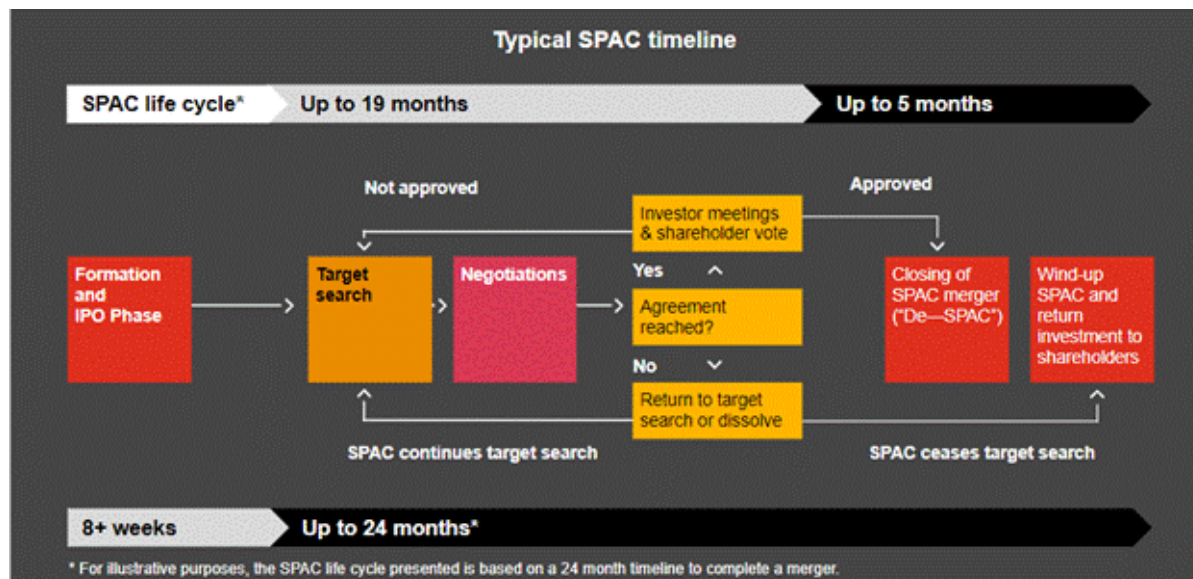 Typical SPAC timeline
SPAC life cycle*
Up to 19 months
Up to 5 months
Not approved
Approved
Investor meetings
& shareholder vote
Formation
and
IPO Phase
Target
search
Negotiations
Yes
Agreement
reached?
No
Return to target
search or dissolve
Closing of
SPAC merger
(“De—SPAC”)
Wind-up
SPAC and
return
investment to
shareholders
SPAC continues target search
SPAC ceases target search
8+ weeks
Up to 24 months*
* For illustrative purposes, the SPAC life cycle presented is based on a 24 month timeline to complete a merger.